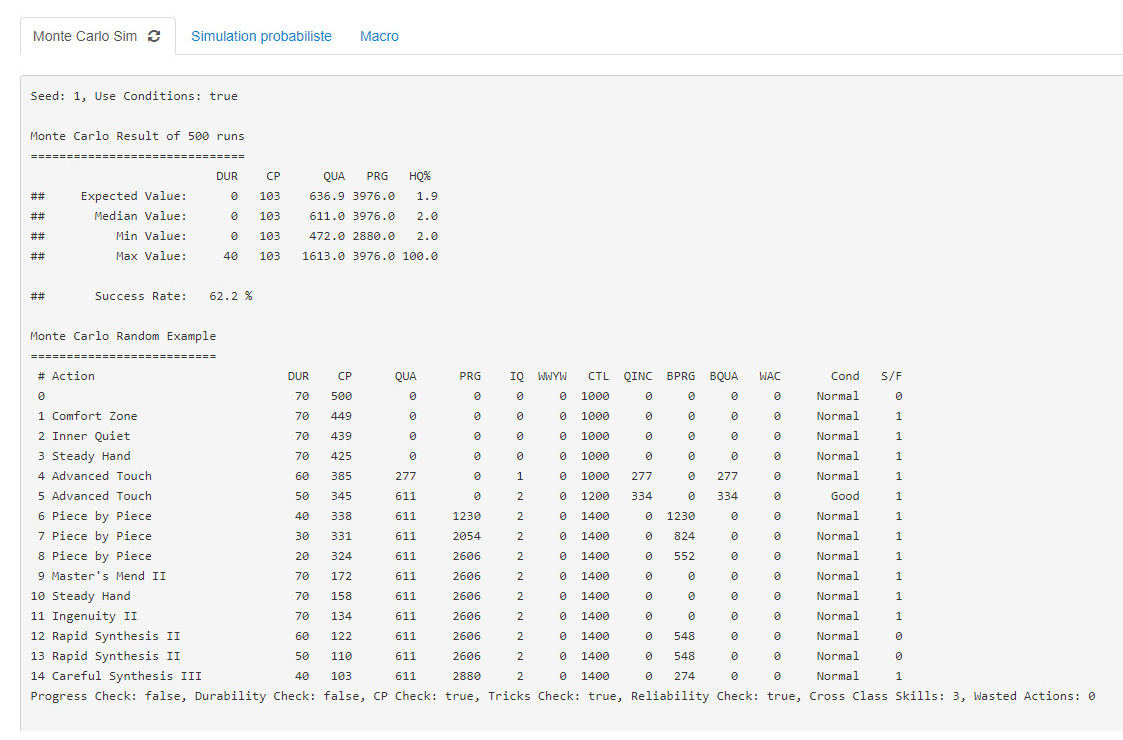 Monte Carlo Sim Simulation probabiliste Macro
Seed: 1, Use Conditions: true
Monte Carlo Result of 500 runs
==============================
DUR CP QUA PRG HQ%
## Expected Value: 0 103 636.9 3976.0 1.9
## Median Value: 0 103 611.0 3976.0 2.0
## Min Value: 0 103 472.0 2880.0 2.0
## Max Value: 40 103 1613.0 3976.0 100.0
## Success Rate: 62.2 %
Monte Carlo Random Example
==========================
# Action DUR CP QUA PRG IQ WWYW CTL QINC BPRG BQUA WAC Cond S/F
0 70 500 0 0 0 0 1000 0 0 0 0 Normal 0
1 Comfort Zone 70 449 0 0 0 0 1000 0 0 0 0 Normal 1
2 Inner Quiet 70 439 0 0 0 0 1000 0 0 0 0 Normal 1
3 Steady Hand 70 425 0 0 0 0 1000 0 0 0 0 Normal 1
4 Advanced Touch 60 385 277 0 1 0 1000 277 0 277 0 Normal 1
5 Advanced Touch 50 345 611 0 2 0 1200 334 0 334 0 Good 1
6 Piece by Piece 40 338 611 1230 2 0 1400 0 1230 0 0 Normal 1
7 Piece by Piece 30 331 611 2054 2 0 1400 0 824 0 0 Normal 1
8 Piece by Piece 20 324 611 2606 2 0 1400 0 552 0 0 Normal 1
9 Master's Mend II 70 172 611 2606 2 0 1400 0 0 0 0 Normal 1
10 Steady Hand 70 158 611 2606 2 0 1400 0 0 0 0 Normal 1
11 Ingenuity II 70 134 611 2606 2 0 1400 0 0 0 0 Normal 1
12 Rapid Synthesis II 60 122 611 2606 2 0 1400 0 548 0 0 Normal 0
13 Rapid Synthesis II 50 110 611 2606 2 0 1400 0 548 0 0 Normal 0
14 Careful Synthesis III 40 103 611 2880 2 0 1400 0 274 0 0 Normal 1
Progress Check: false, Durability Check: false, CP Check: true, Tricks Check: true, Reliability Check: true, Cross Class Skills: 3, Wasted Actions: 0